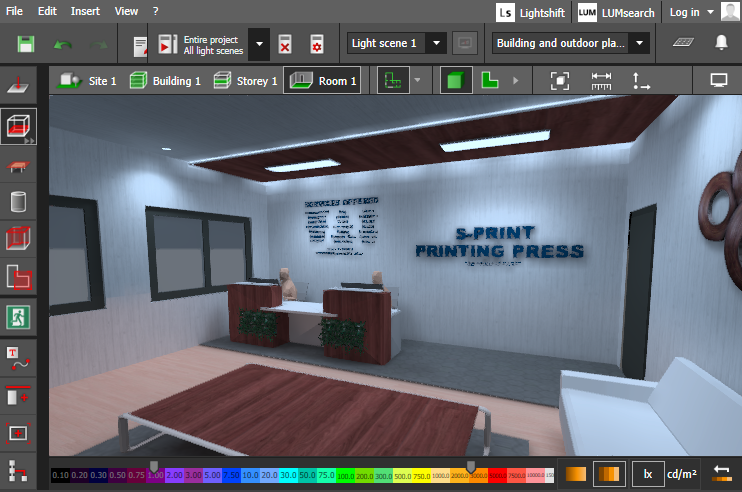 File Edit Insert View ?
Ls Lightshift LUM LUMsearch Log in
Entire project
All light scenes
Light scene 1
Building and outdoor pla...
Site 1 Building 1 Storey 1 Room 1
SERVICES OFFERED
S-PRINT
PRINTING PRESS
T
0.10 0.20 0.30 0.50 0.75 1.00 2.00 3.00 5.00 7.50 10.0 20.0 30.0 50.0 75.0 100.0 200.0 300.0 500.0 750.0 1000.0 2000.0 5000.0 7500.0 10000.0
lx cd/m²